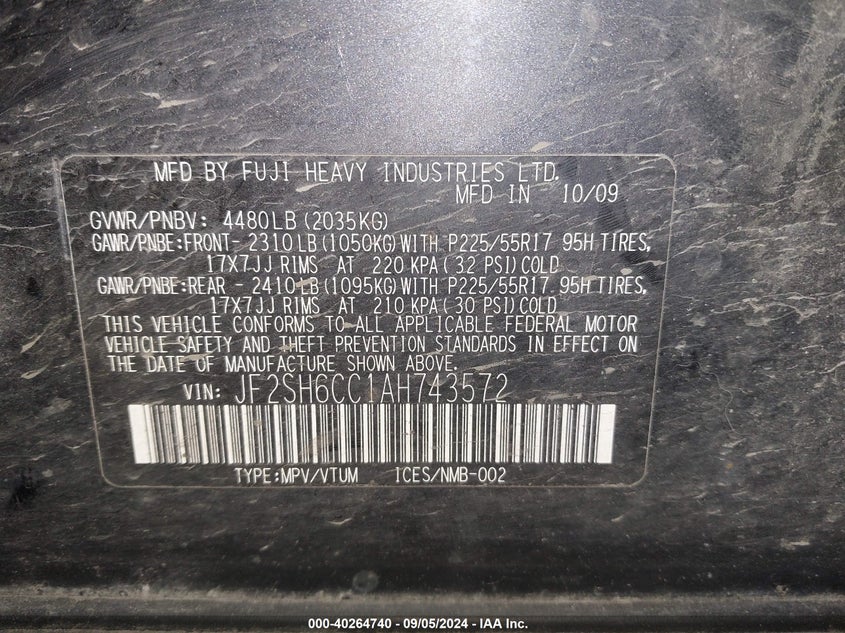 MFD BY FUJI HEAVY INDUSTRIES LTD.
MFD IN 10/09
GVWR/PNBV: 4480LB(2035KG)
GAWR/PNBE:FRONT- 2310LB(1050KG)WITH P225/55R17 95H TIRES,
17X7JJ RIMS AT 220 KPA(32 PSI)COLD
GAWR/PNBE:REAR - 2410LB(1095KG)WITH P225/55R17 95H TIRES,
17X7JJ RIMS AT 210 KPA(30 PSI)COLD
THIS VEHICLE CONFORMS TO ALL APPLICABLE FEDERAL MOTOR
VEHICLE SAFETY AND THEFT PREVENTION STANDARDS IN EFFECT ON
THE DATE OF MANUFACTURE SHOWN ABOVE.
VIN: JF2SH6CC1AH743572
TYPE:MPV/VTUM ICES/NMB-002
000-40264740 - 09/05/2024 - IAA Inc.